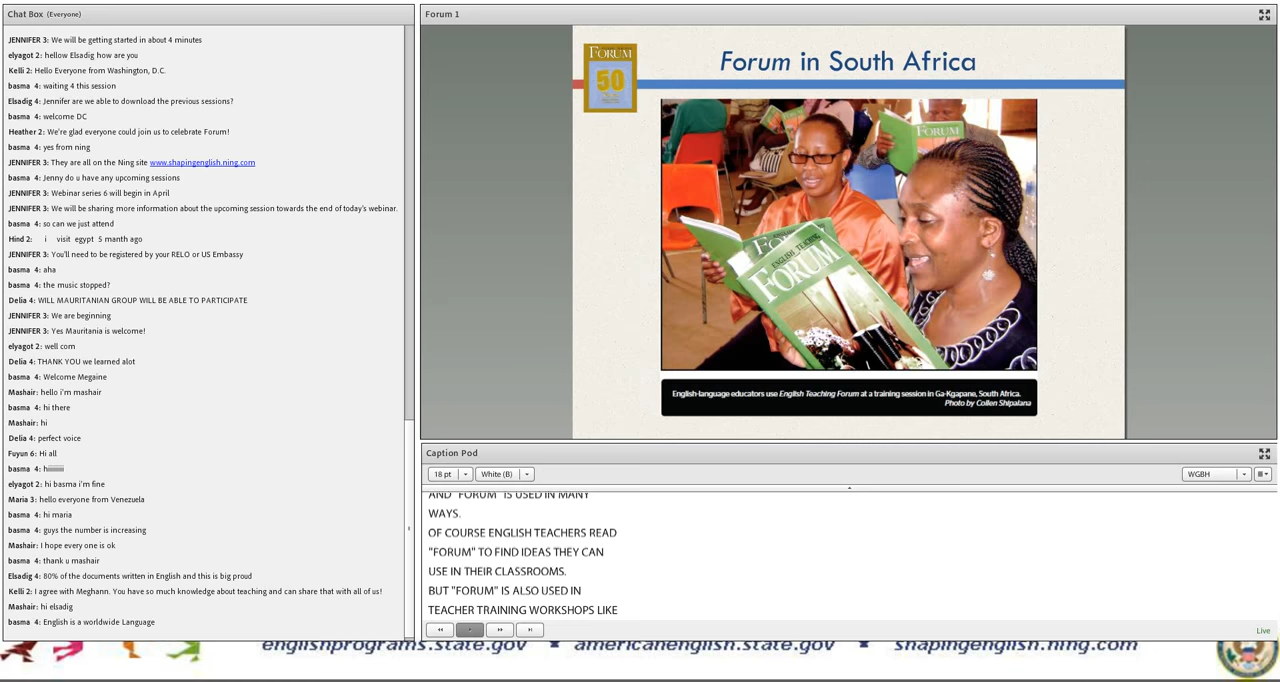 Chat Box (Everyone)
JENNIFER 3: We will be getting started in about 4 minutes
elyagot 2: hellow Elsadig how are you
Kelli 2: Hello Everyone from Washington, D.C.
basma 4: waiting 4 this session
Elsadig 4: Jennifer are we able to download the previous sessions?
basma 4: welcome DC
Heather 2: We're glad everyone could join us to celebrate Forum!
basma 4: yes from ning
JENNIFER 3: They are all on the Ning site www.shapingenglish.ning.com
basma 4: Jenny do u have any upcoming sessions
JENNIFER 3: Webinar series 6 will begin in April
JENNIFER 3: We will be sharing more information about the upcoming session towards the end of today's webinar.
basma 4: so can we just attend
Hind 2: i visit egypt 5 manth ago
JENNIFER 3: You'll need to be registered by your RELO or US Embassy
basma 4: aha
basma 4: the music stopped?
Delia 4: WILL MAURITANIAN GROUP WILL BE ABLE TO PARTICIPATE
JENNIFER 3: We are beginning
JENNIFER 3: Yes Mauritania is welcome!
elyagot 2: well com
Delia 4: THANK YOU we learned alot
basma 4: Welcome Megaine
Mashair: hello i'm mashair
basma 4: hi there
Mashair: hi
Delia 4: perfect voice
Fuyun 6: Hi all
basma 4: hiiiiiiiii
elyagot 2: hi basma i'm fine
Maria 3: hello everyone from Venezuela
basma 4: hi maria
basma 4: guys the number is increasing
Mashair: I hope every one is ok
basma 4: thank u mashair
Elsadig 4: 80% of the documents written in English and this is big proud
Kelli 2: I agree with Meghann. You have so much knowledge about teaching and can share that with all of us!
Mashair: hi elsadig
basma 4: English is a worldwide Language
Forum 1
FORUM
50
Forum in South Africa
FORUM
FORUM
ENGLISH TEACHING
FORUM
English-language educators use English Teaching Forum at a training session in Ga-Kgapane, South Africa.
Photo by Collen Shipalana
Caption Pod
18 pt
White (B)
WGBH
AND "FORUM" IS USED IN MANY
WAYS.
OF COURSE ENGLISH TEACHERS READ
"FORUM" TO FIND IDEAS THEY CAN
USE IN THEIR CLASSROOMS.
BUT "FORUM" IS ALSO USED IN
TEACHER TRAINING WORKSHOPS LIKE
Live
englishprograms.state.gov * americanenglish.state.gov * shapingenglish.ning.com